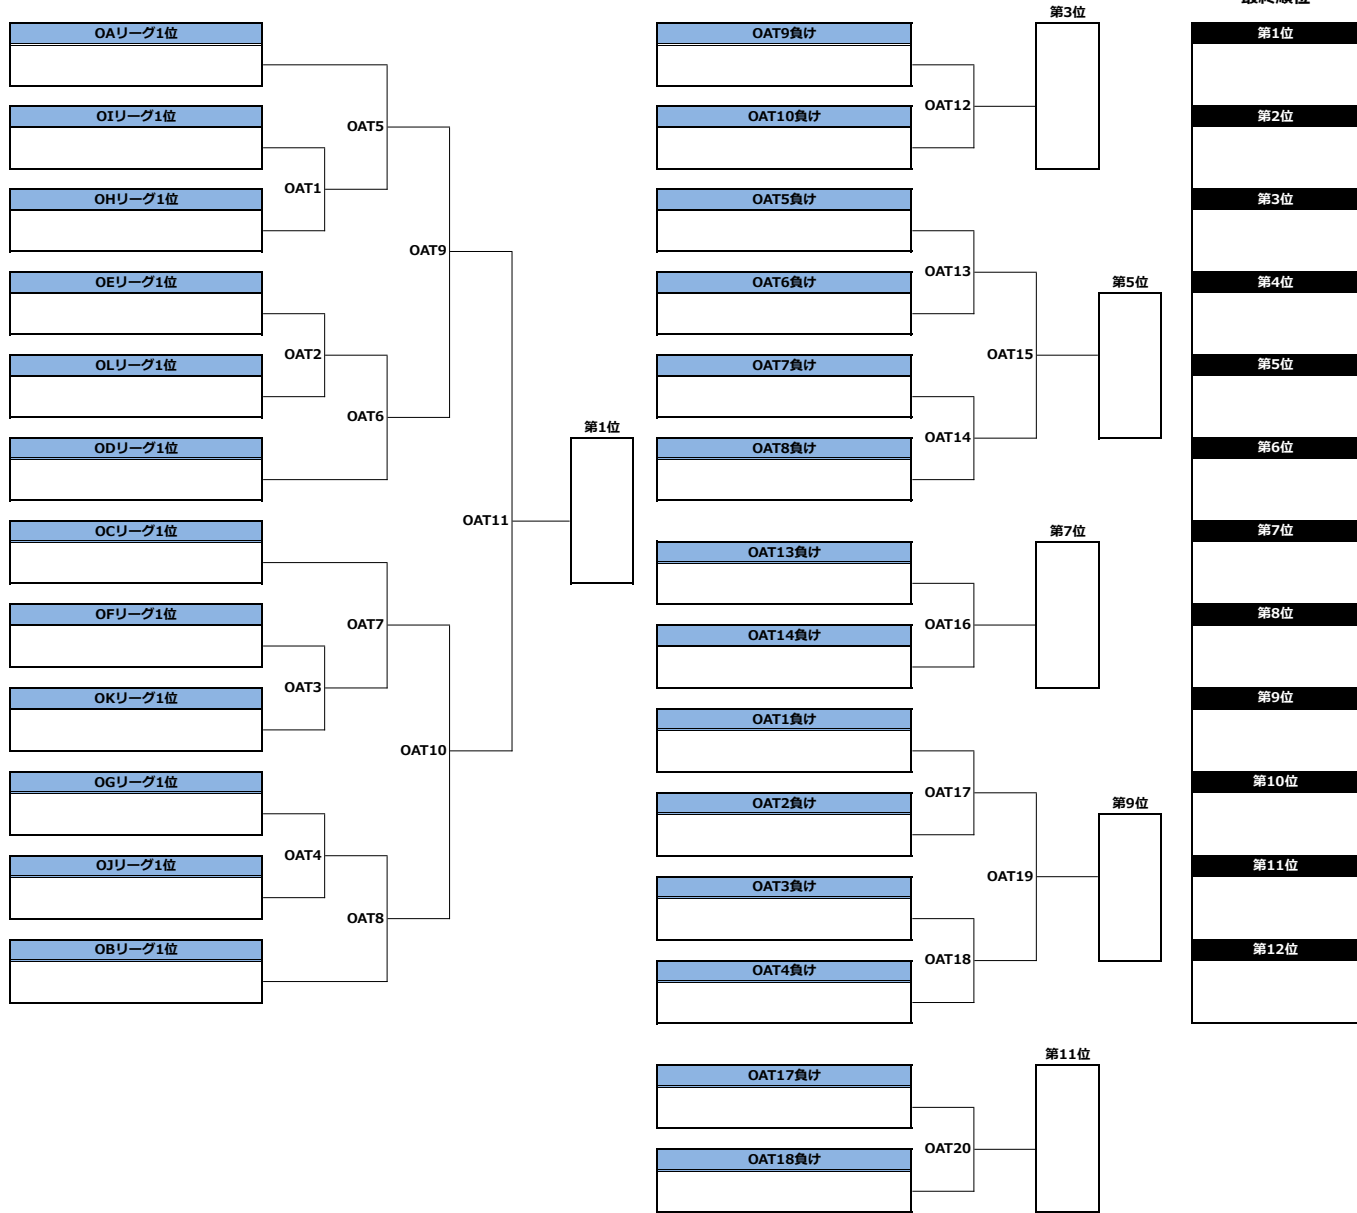 最終順位
第3位
OAリーグ1位
OAT9負け
第1位
OAT5
OAT12
OIリーグ1位
OAT10負け
第2位
OAT1
OHリーグ1位
OAT5負け
第3位
OAT9
OAT13
OEリーグ1位
OAT6負け
第5位
第4位
OAT2
OAT15
OLリーグ1位
OAT7負け
第5位
OAT6
第1位
OAT14
ODリーグ1位
OAT8負け
第6位
OAT11
OCリーグ1位
第7位
第7位
OAT13負け
OFリーグ1位
第8位
OAT7
OAT16
OAT14負け
OAT3
OKリーグ1位
第9位
OAT1負け
OAT10
OGリーグ1位
第10位
OAT17
OAT2負け
第9位
OAT4
OJリーグ1位
第11位
OAT19
OAT3負け
OAT8
OBリーグ1位
第12位
OAT18
OAT4負け
第11位
OAT17負け
OAT20
OAT18負け